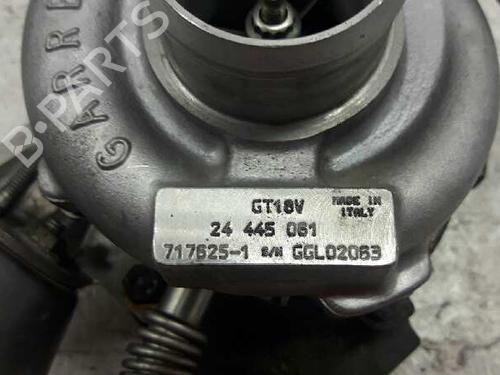 GARRE
B-PARTS
GT18V MADE IN
ITALY
24 445 061
717625-1 S/N GGL02063